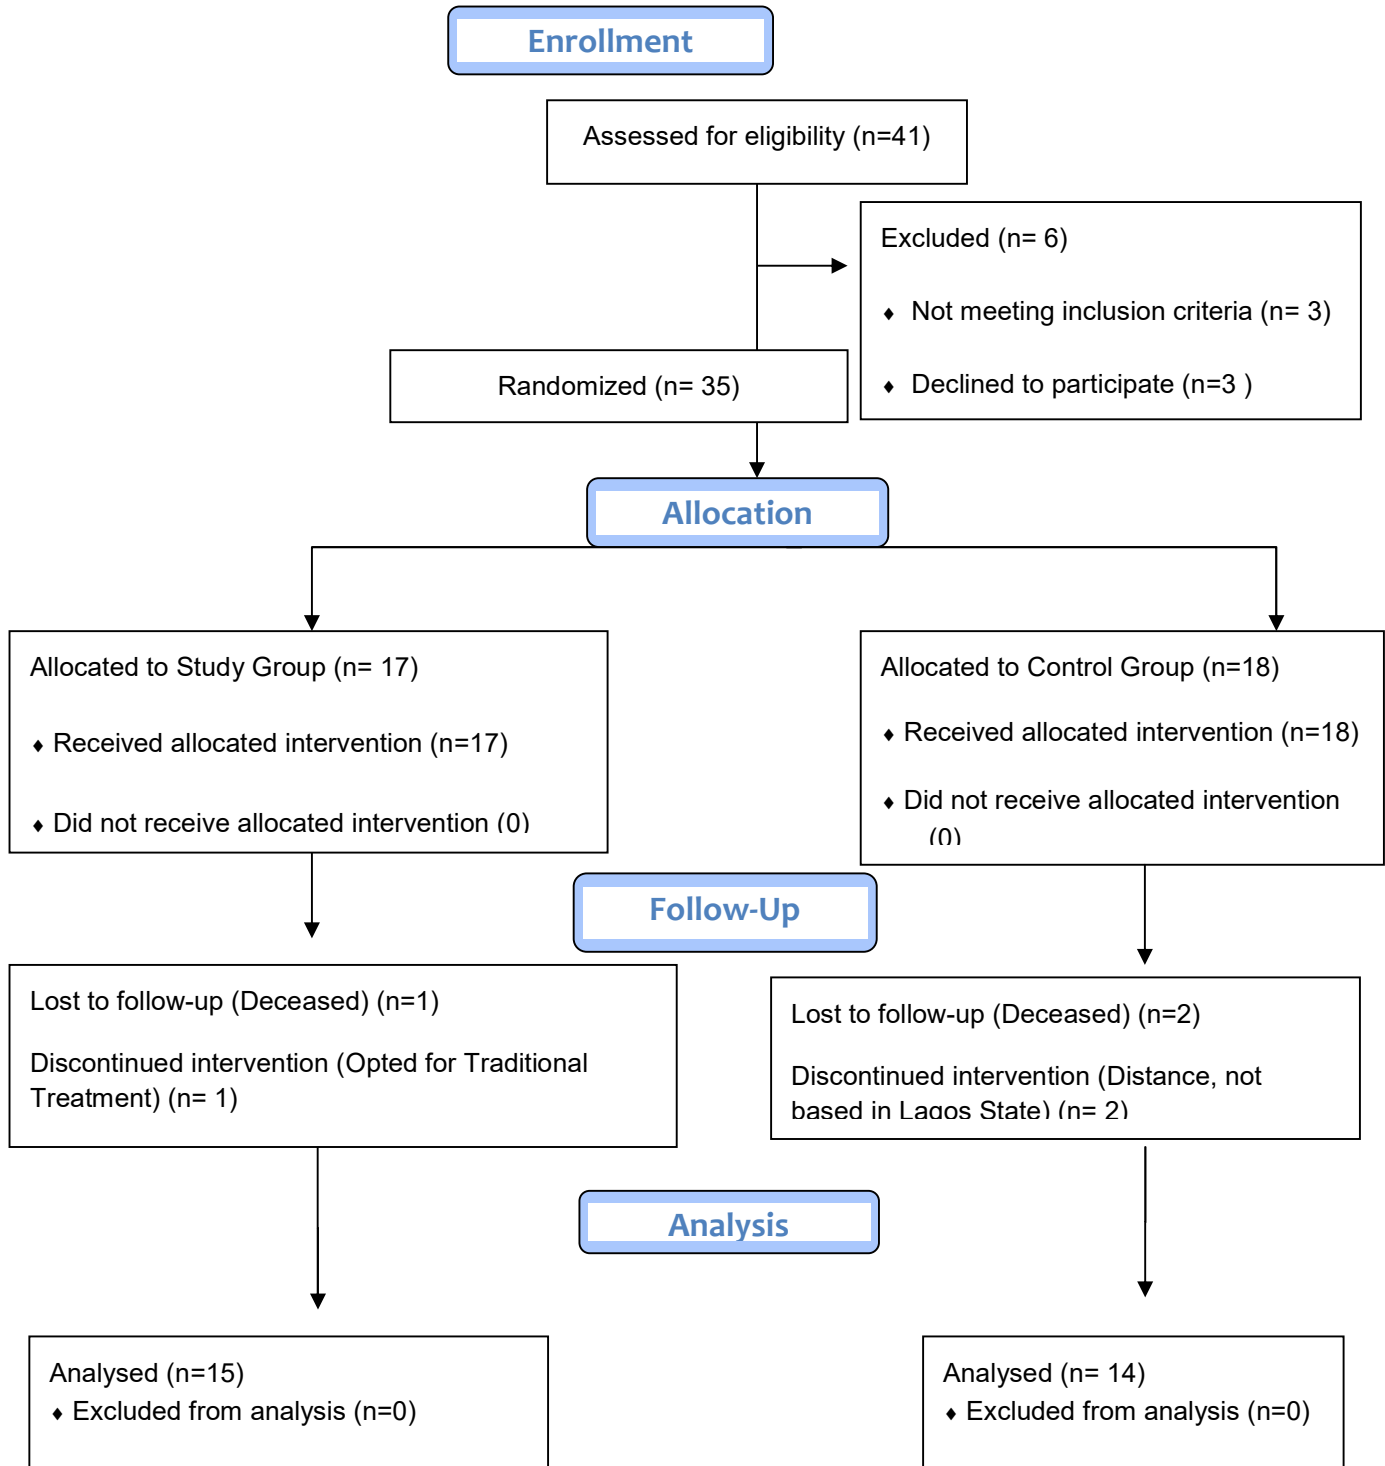 Enrollment
Assessed for eligibility (n=41)
Excluded (n= 6)
♦ Not meeting inclusion criteria (n= 3)
♦ Declined to participate (n=3 )
Randomized (n= 35)
Allocation
Allocated to Study Group (n= 17)
♦ Received allocated intervention (n=17)
♦ Did not receive allocated intervention (0)
Allocated to Control Group (n=18)
♦ Received allocated intervention (n=18)
♦ Did not receive allocated intervention
(0)
Follow-Up
Lost to follow-up (Deceased) (n=1)
Discontinued intervention (Opted for Traditional
Treatment) (n= 1)
Lost to follow-up (Deceased) (n=2)
Discontinued intervention (Distance, not
based in Lagos State) (n= 2)
Analysis
Analysed (n=15)
♦ Excluded from analysis (n=0)
Analysed (n= 14)
♦ Excluded from analysis (n=0)